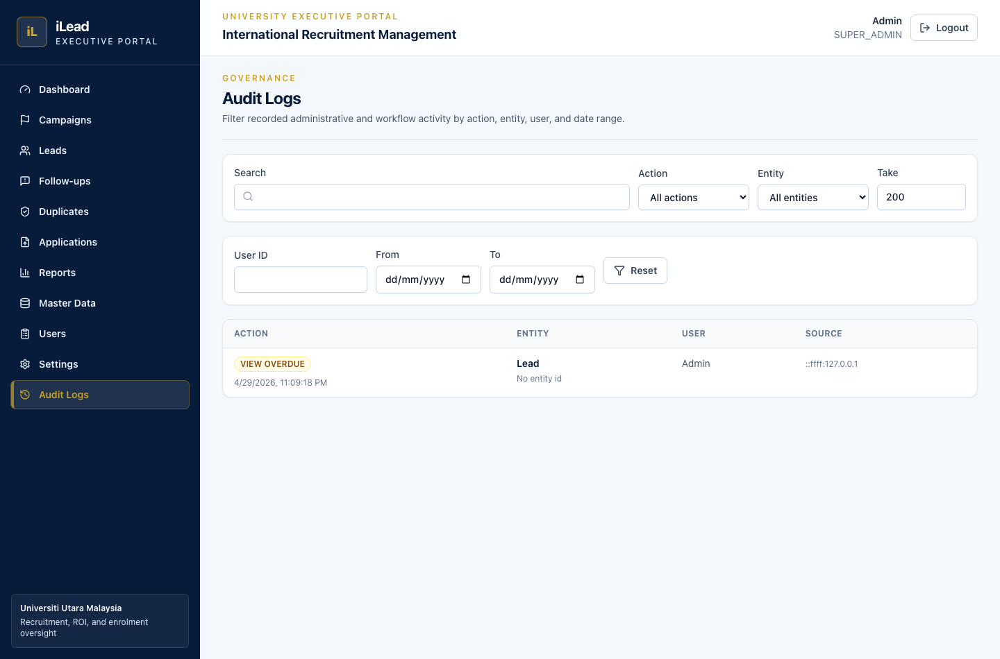 iL
iLead
EXECUTIVE PORTAL
Dashboard
Campaigns
Leads
Follow-ups
Duplicates
Applications
Reports
Master Data
Users
Settings
Audit Logs
Universiti Utara Malaysia
Recruitment, ROI, and enrolment
oversight
UNIVERSITY EXECUTIVE PORTAL
International Recruitment Management
Admin
SUPER_ADMIN
Logout
GOVERNANCE
Audit Logs
Filter recorded administrative and workflow activity by action, entity, user, and date range.
Search
Action
All actions
Entity
All entities
Take
200
User ID
From
dd/mm/yyyy
To
dd/mm/yyyy
Reset
ACTION ENTITY USER SOURCE
VIEW OVERDUE Lead Admin ::ffff:127.0.0.1
4/29/2026, 11:09:18 PM No entity id